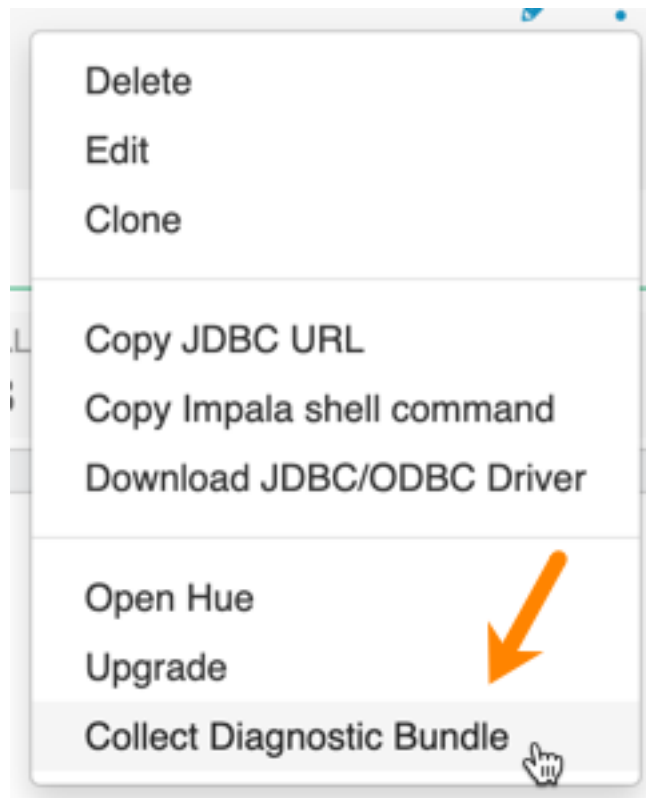 Delete
Edit
Clone
Copy JDBC URL
Copy Impala shell command
Download JDBC/ODBC Driver
Open Hue
Upgrade
Collect Diagnostic Bundle